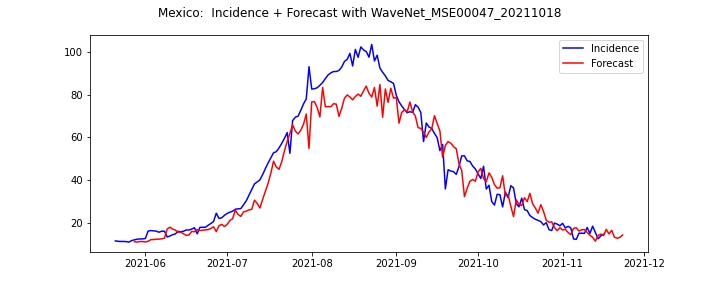 Mexico:  Incidence + Forecast with WaveNet_MSE00047_20211018
Incidence
Forecast
100
80
60
40
20
2021-06 2021-07 2021-08 2021-09 2021-10 2021-11 2021-12